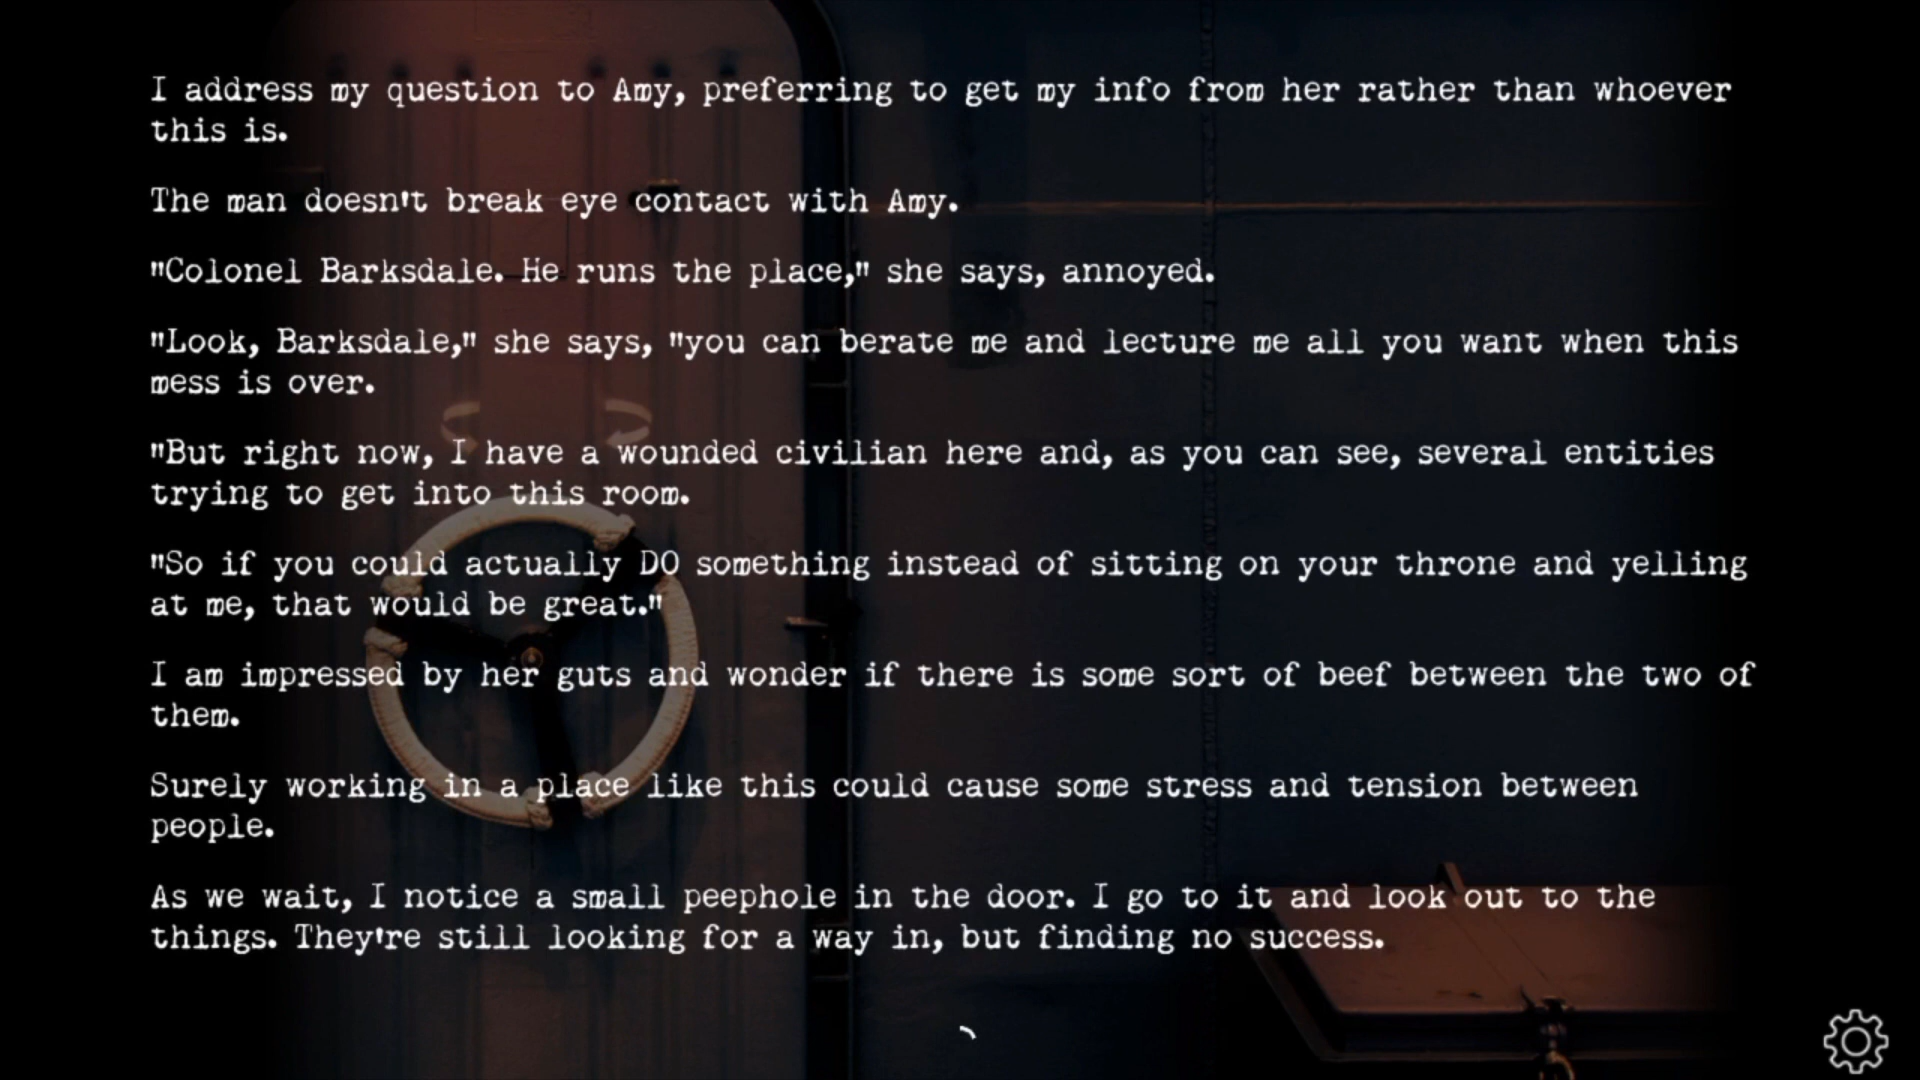 I address my question to Amy, preferring to get my info from her rather than whoever
this is.
The man doesn't break eye contact with Amy.
"Colonel Barksdale. He runs the place," she says, annoyed.
"Look, Barksdale," she says, "you can berate me and lecture me all you want when this
mess is over.
"But right now, I have a wounded civilian here and, as you can see, several entities
trying to get into this room.
"So if you could actually DO something instead of sitting on your throne and yelling
at me, that would be great."
I am impressed by her guts and wonder if there is some sort of beef between the two of
them.
Surely working in a place like this could cause some stress and tension between
people.
As we wait, I notice a small peephole in the door. I go to it and look out to the
things. They're still looking for a way in, but finding no success.